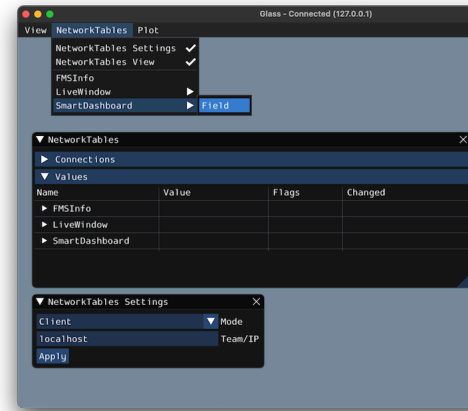 Glass - Connected (127.0.0.1)
View NetworkTables Plot
NetworkTables Settings
NetworkTables View
FMSInfo
LiveWindow
SmartDashboard Field
NetworkTables
Connections
Values
Name Value Flags Changed
FMSInfo
LiveWindow
SmartDashboard
NetworkTables Settings
Client Mode
localhost Team/IP
Apply